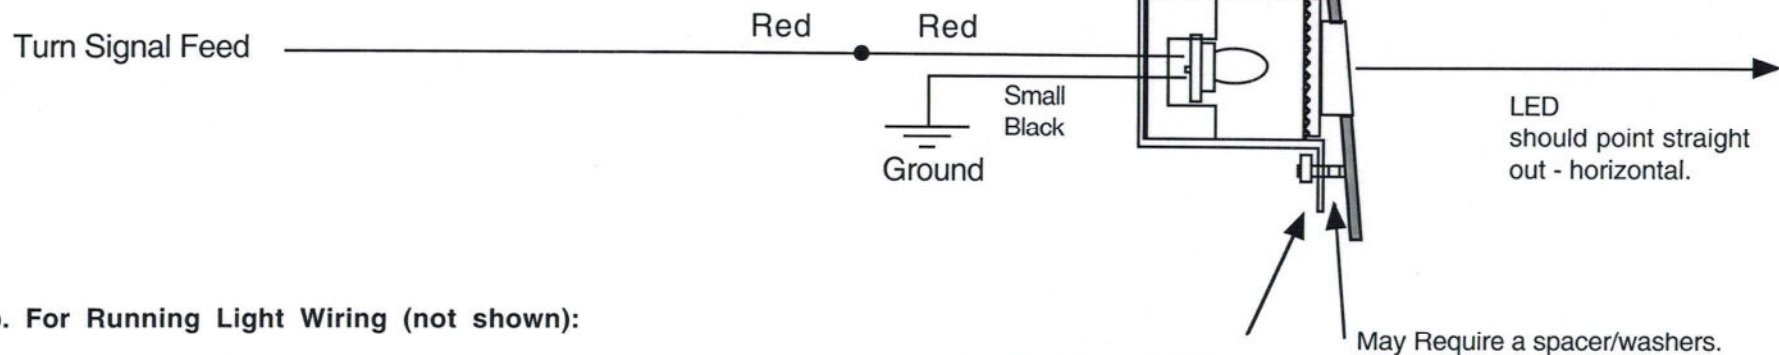 Red Red
Turn Signal Feed
Small
Black
Ground
LED
should point straight
out - horizontal.
. For Running Light Wiring (not shown):
May Require a spacer/washers.